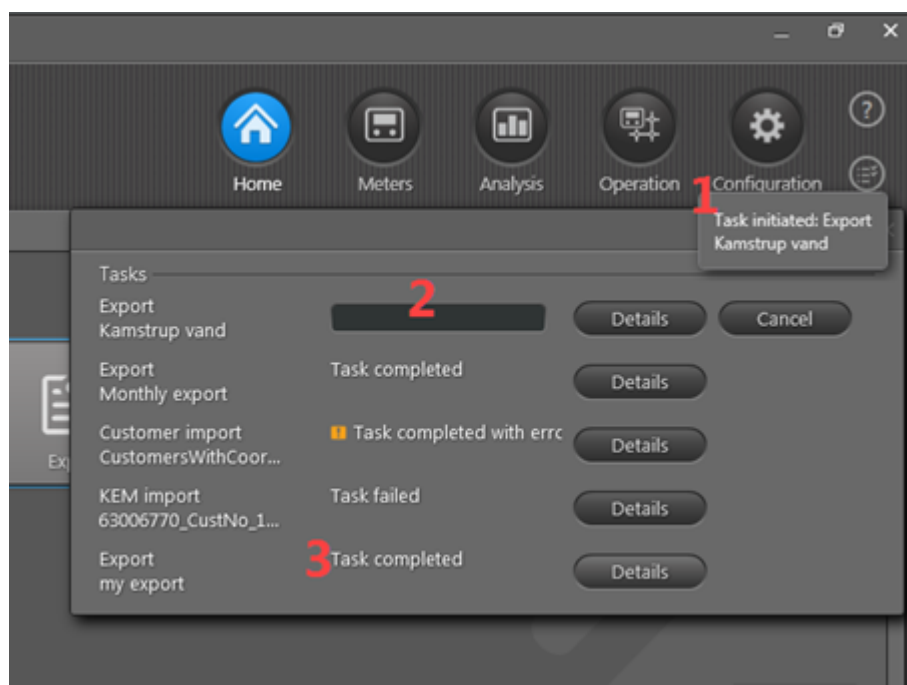 Home Meters Analysis Operation Configuration
1
Task initiated: Export
Kamstrup vand
Tasks
2
Export
Kamstrup vand
Details Cancel
Export
Monthly export
Task completed
Details
Customer import
CustomersWithCoor...
Task completed with errc
Details
KEM import
63006770_CustNo_1...
Task failed
Details
Export
my export
3
Task completed
Details